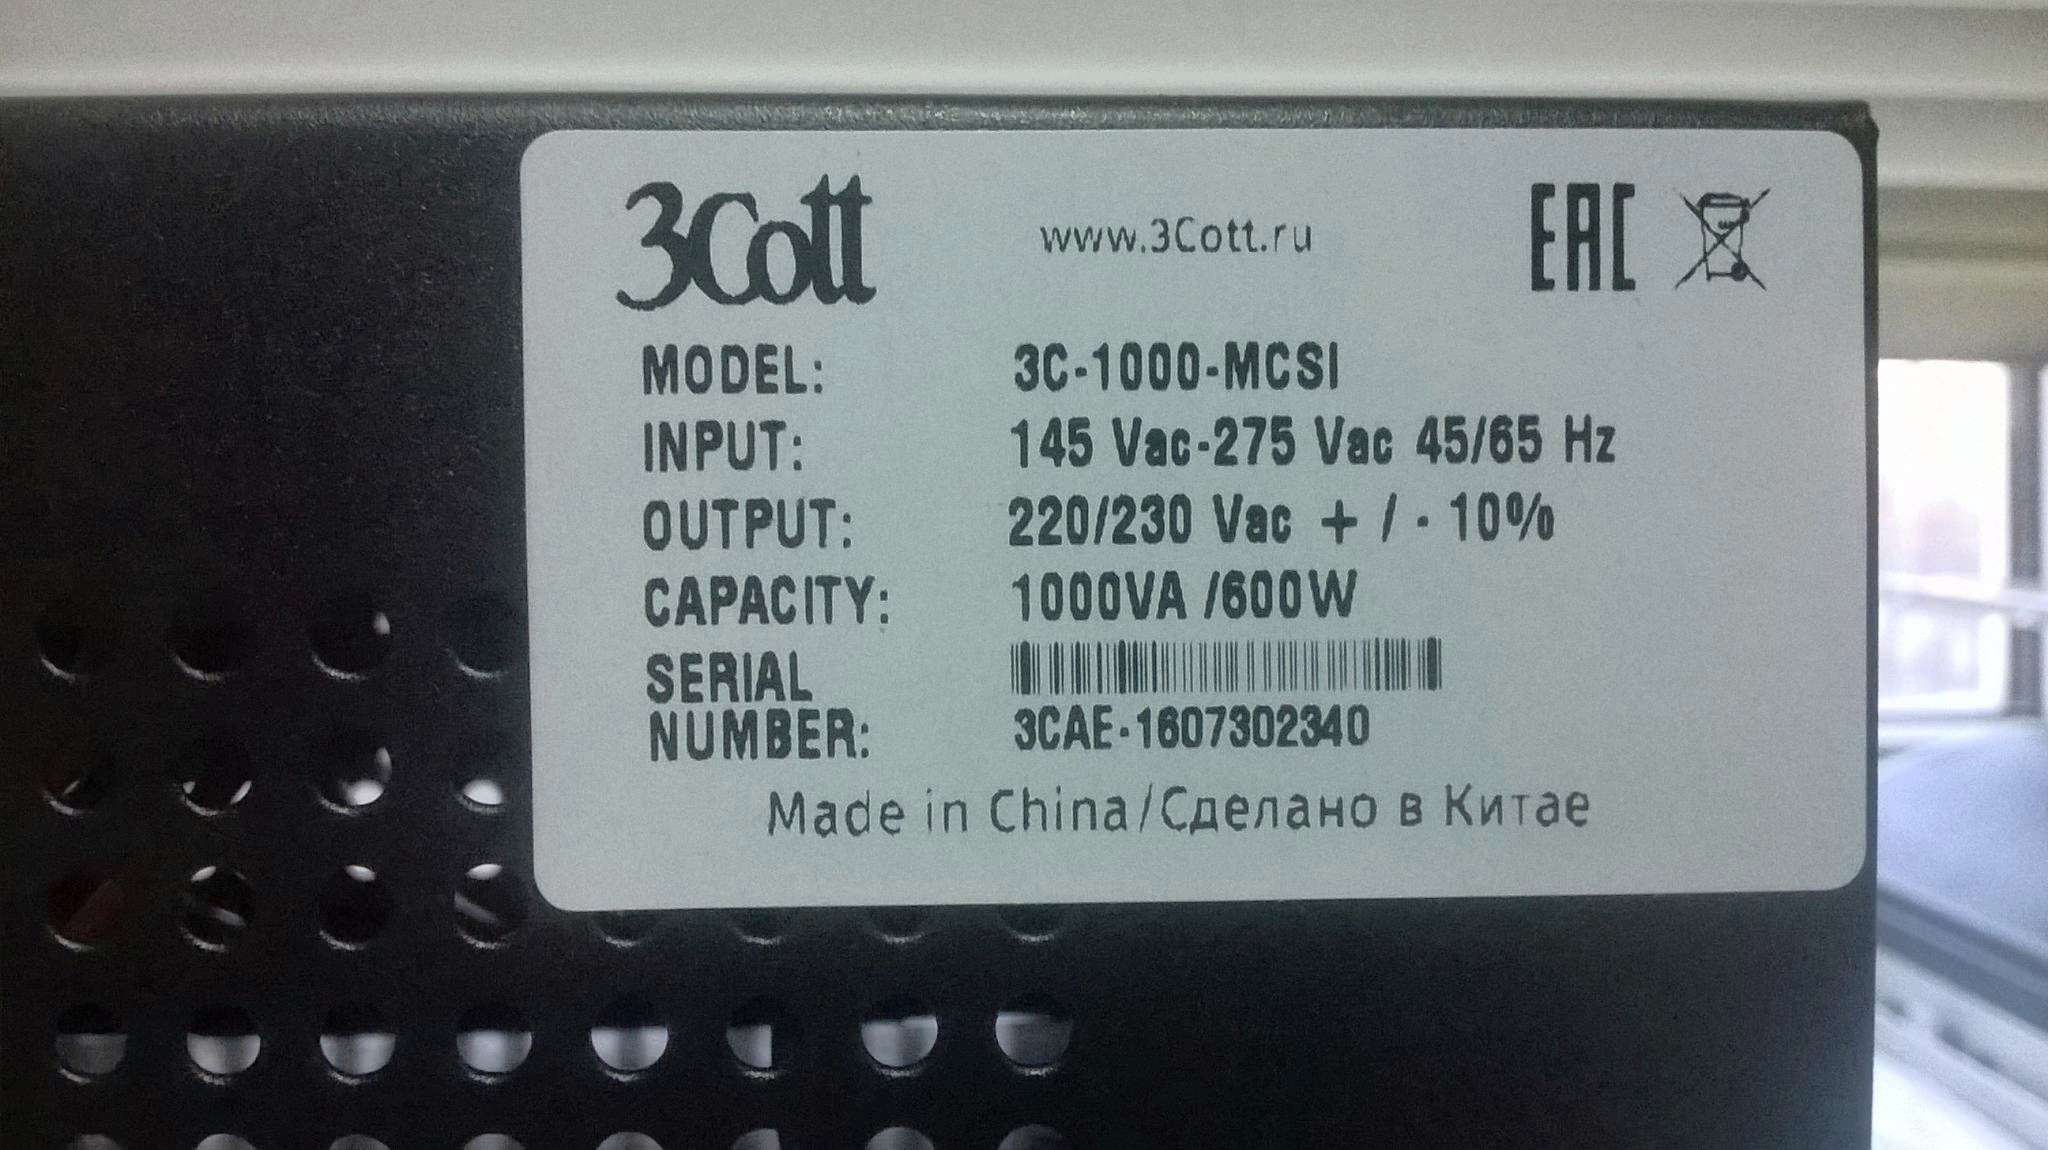 3Cott www.3Cott.ru EAC
MODEL: 3C-1000-MCSI
INPUT: 145 Vac-275 Vac 45/65 Hz
OUTPUT: 220/230 Vac + / - 10%
CAPACITY: 1000VA /600W
SERIAL
NUMBER: 3CAE-1607302340
Made in China/Сделано в Китае